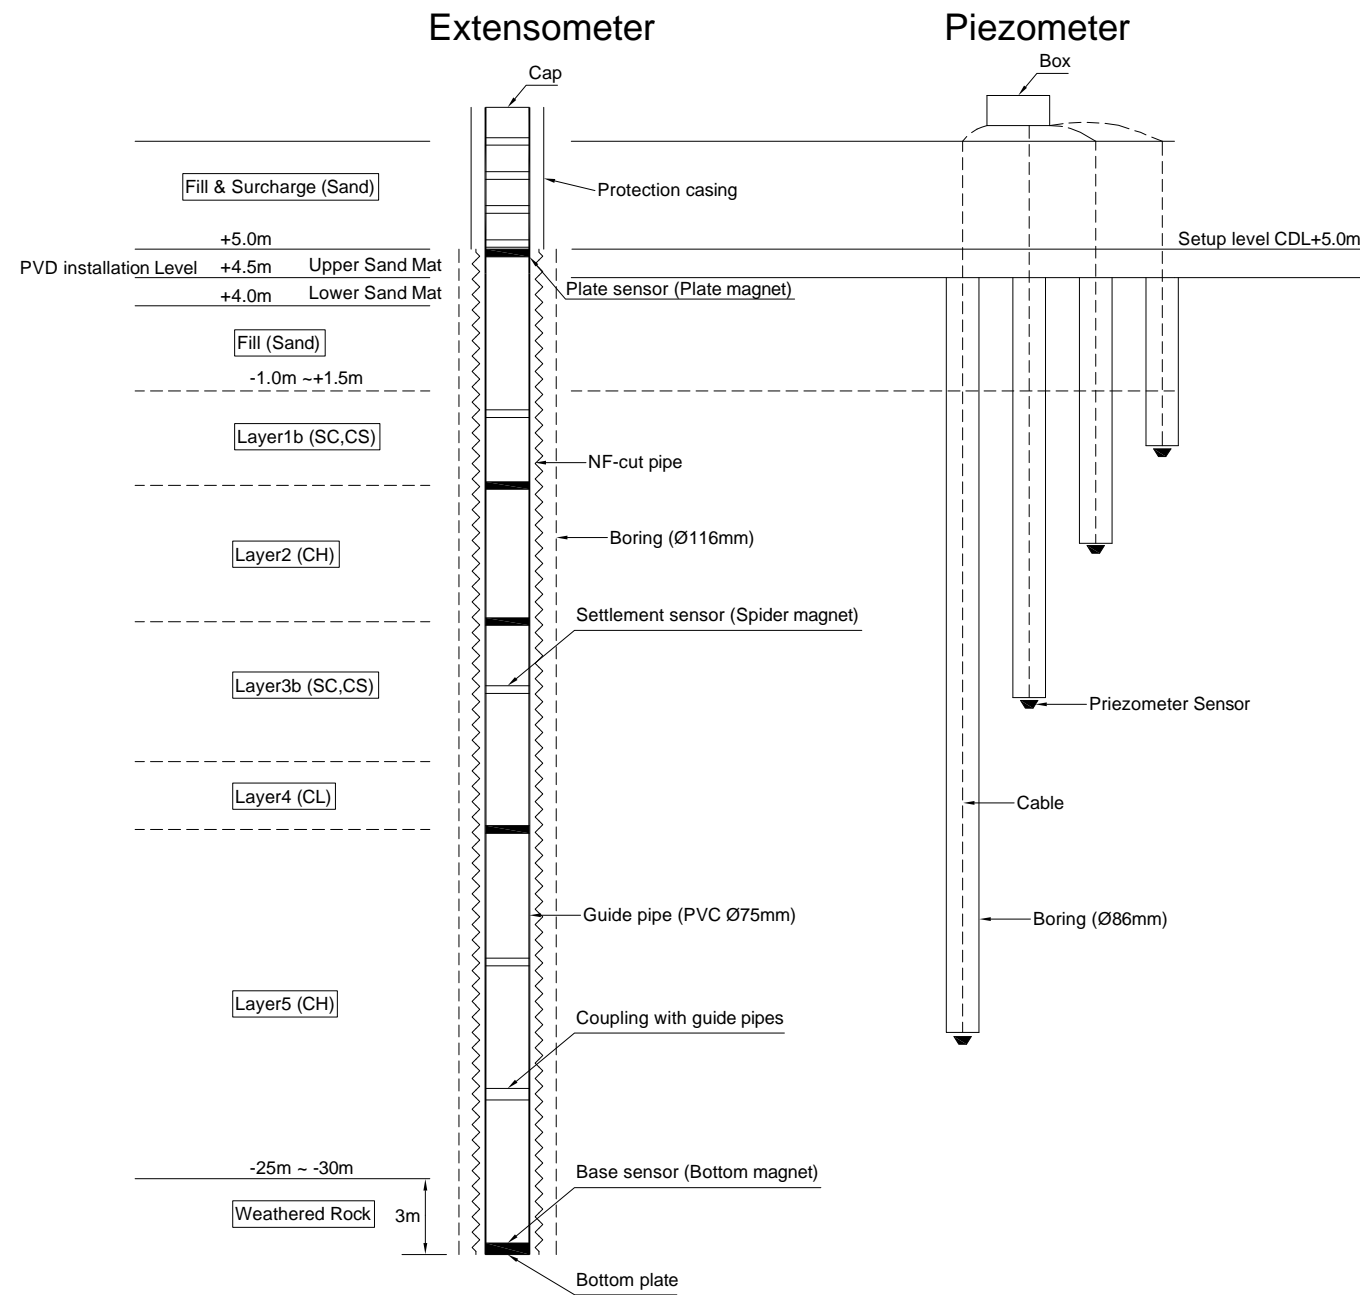 Extensometer
Piezometer
Cap
Box
Fill & Surcharge (Sand)
Protection casing
+5.0m
Setup level CDL+5.0m
PVD installation Level
+4.5m
Upper Sand Mat
+4.0m
Lower Sand Mat
Plate sensor (Plate magnet)
Fill (Sand)
-1.0m ~+1.5m
Layer1b (SC,CS)
NF-cut pipe
Layer2 (CH)
Boring (Ø116mm)
Settlement sensor (Spider magnet)
Layer3b (SC,CS)
Priezometer Sensor
Layer4 (CL)
Cable
Guide pipe (PVC Ø75mm)
Boring (Ø86mm)
Layer5 (CH)
Coupling with guide pipes
-25m ~ -30m
Base sensor (Bottom magnet)
Weathered Rock
3m
Bottom plate